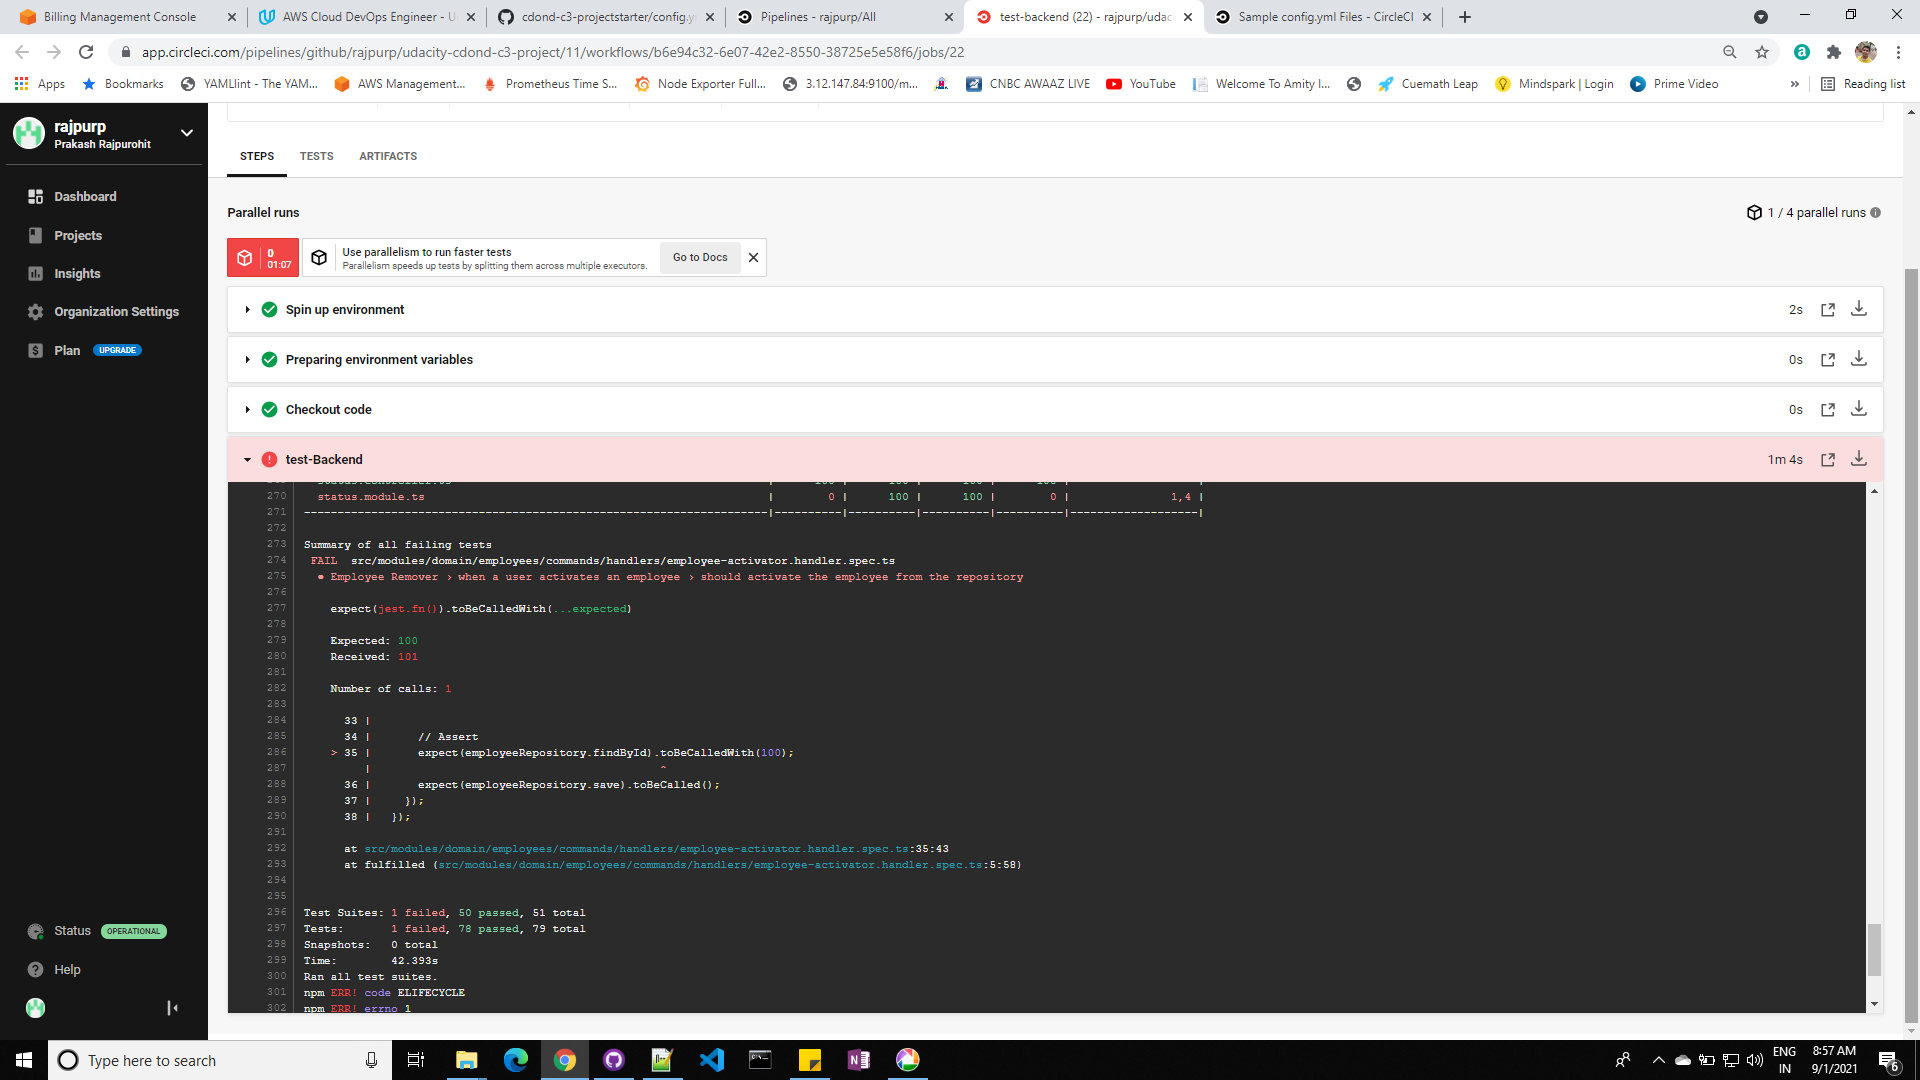 Billing Management Console
AWS Cloud DevOps Engineer - U
cdond-c3-projectstarter/config.y
Pipelines - rajpurp/All
test-backend (22) - rajpurp/udac
Sample config.yml Files - CircleCI
app.circleci.com/pipelines/github/rajpurp/udacity-cdond-c3-project/11/workflows/b6e94c32-6e07-42e2-8550-38725e5e58f6/jobs/22
Apps
Bookmarks
YAMLlint - The YAM...
AWS Management...
Prometheus Time S...
Node Exporter Full...
3.12.147.84:9100/m...
CNBC AWAAZ LIVE
YouTube
Welcome To Amity I...
Cuemath Leap
Mindspark | Login
Prime Video
»
Reading list
rajpurp
Prakash Rajpurohit
Dashboard
Projects
Insights
Organization Settings
Plan UPGRADE
Status OPERATIONAL
Help
STEPS TESTS ARTIFACTS
Parallel runs
1 / 4 parallel runs
0
01:07
Use parallelism to run faster tests
Parallelism speeds up tests by splitting them across multiple executors.
Go to Docs
Spin up environment 2s
Preparing environment variables 0s
Checkout code 0s
test-Backend 1m 4s
270 status.module.ts | 0 | 100 | 100 | 0 | 1,4 |
271 ---------------------------------------------------------------------|----------|----------|----------|----------|-------------------|
272
273 Summary of all failing tests
274 FAIL src/modules/domain/employees/commands/handlers/employee-activator.handler.spec.ts
275 ● Employee Remover › when a user activates an employee › should activate the employee from the repository
276
277 expect(jest.fn()).toBeCalledWith(...expected)
278
279 Expected: 100
280 Received: 101
281
282 Number of calls: 1
283
284 33 |
285 34 | // Assert
286 > 35 | expect(employeeRepository.findById).toBeCalledWith(100);
287 | ^
288 36 | expect(employeeRepository.save).toBeCalled();
289 37 | });
290 38 | });
291
292 at src/modules/domain/employees/commands/handlers/employee-activator.handler.spec.ts:35:43
293 at fulfilled (src/modules/domain/employees/commands/handlers/employee-activator.handler.spec.ts:5:58)
294
295
296 Test Suites: 1 failed, 50 passed, 51 total
297 Tests: 1 failed, 78 passed, 79 total
298 Snapshots: 0 total
299 Time: 42.393s
300 Ran all test suites.
301 npm ERR! code ELIFECYCLE
302 npm ERR! errno 1
Type here to search
ENG
IN
8:57 AM
9/1/2021
6